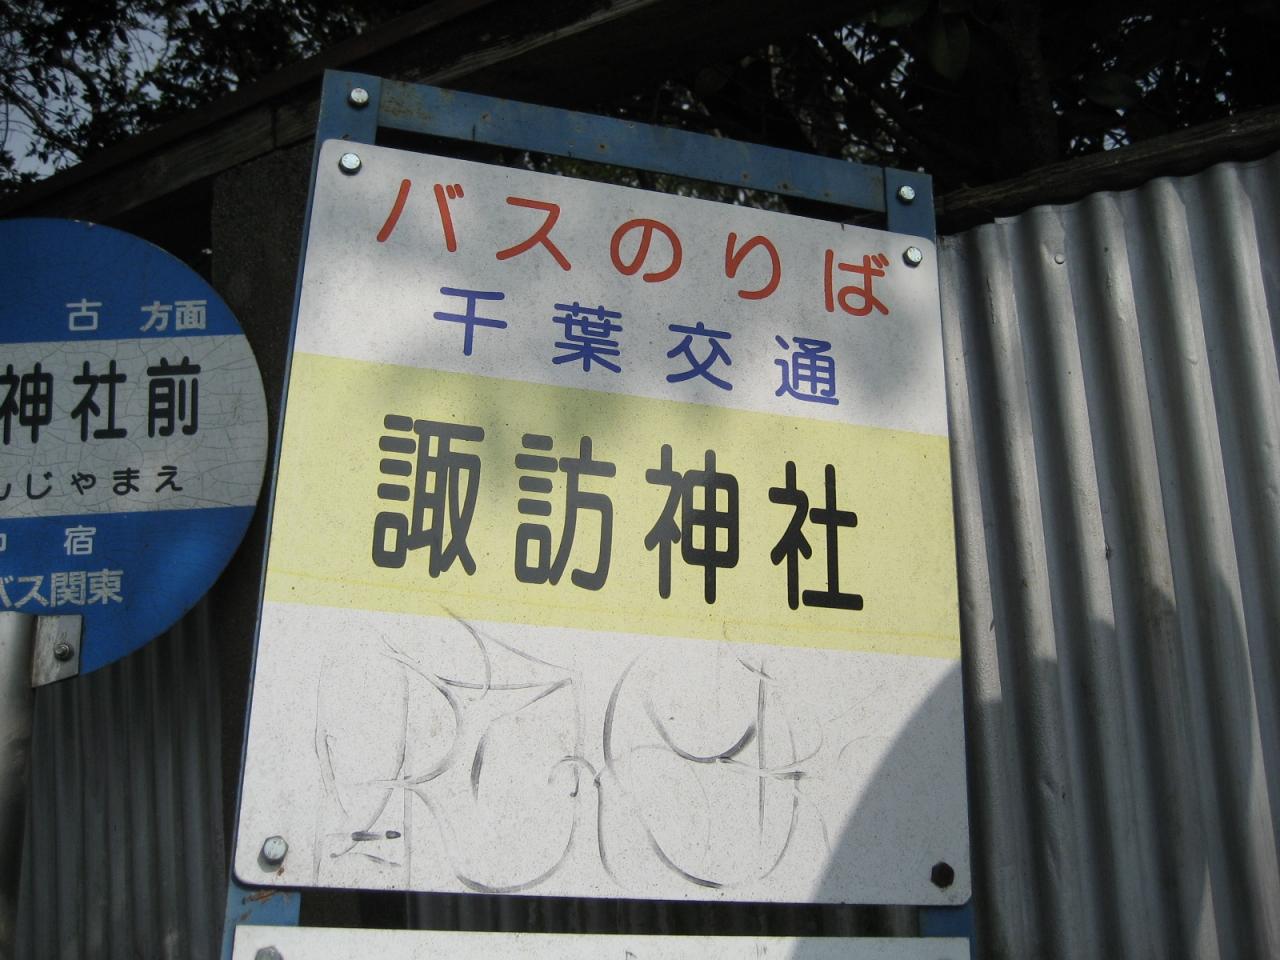 バスのりば
千葉交通
諏訪神社
古 方面
神社前
じゃまえ
宿
バス関東